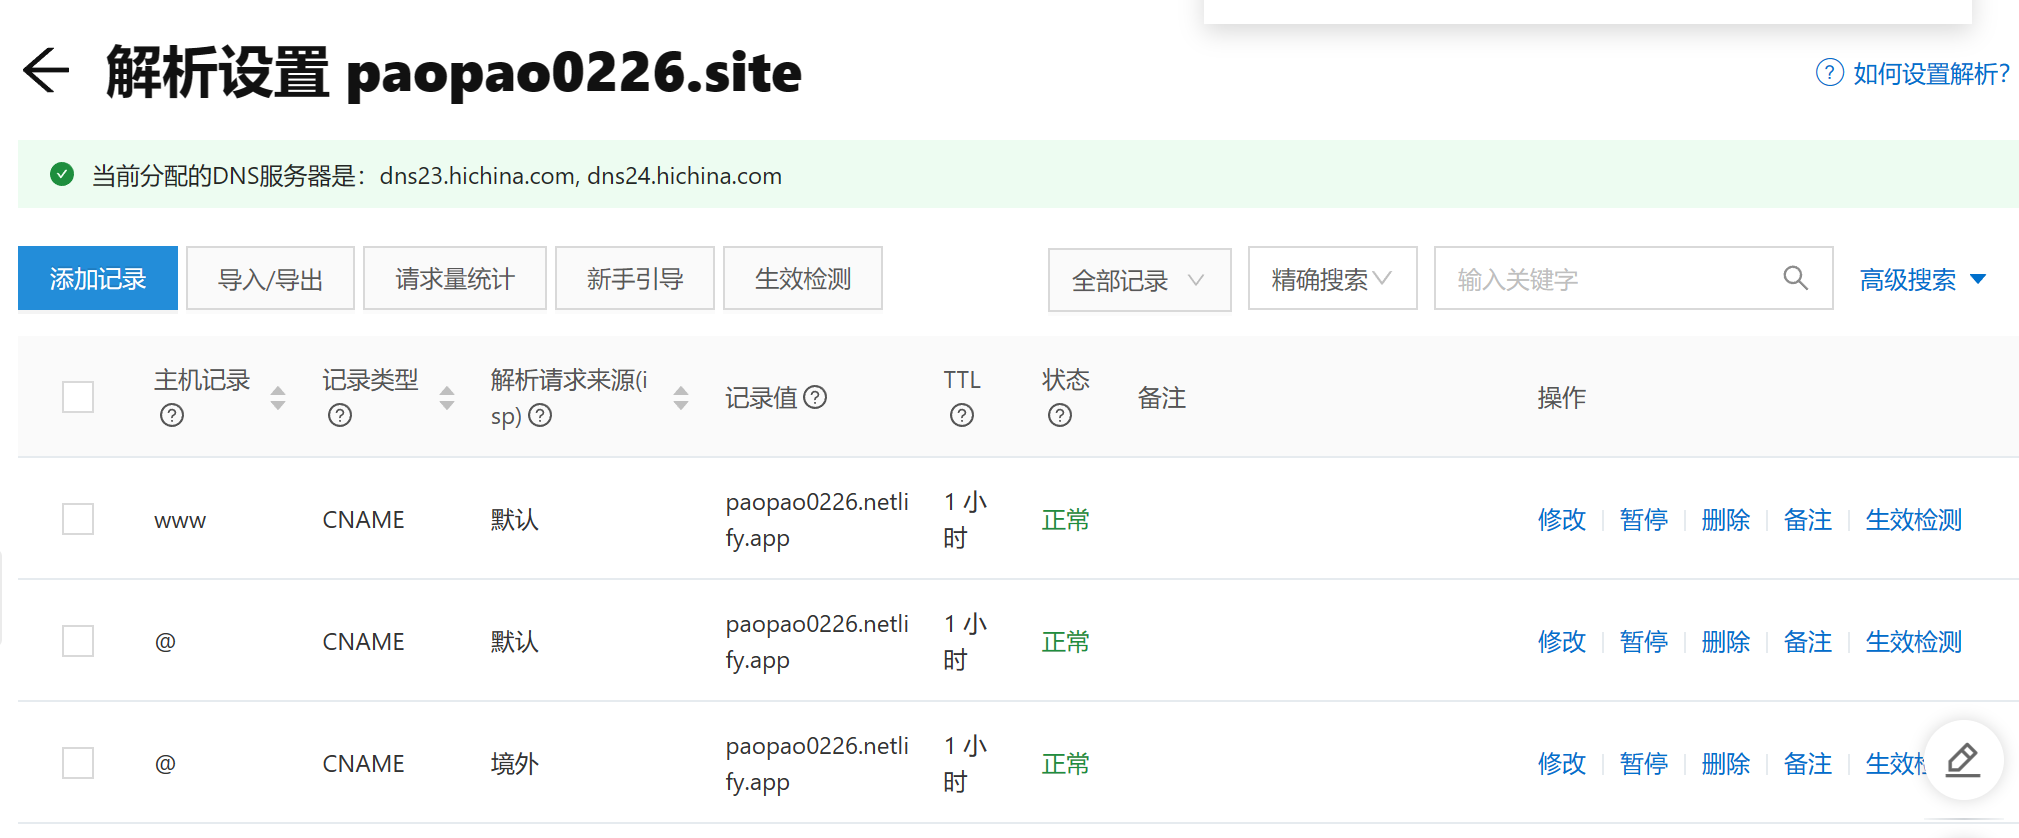 解析设置 paopao0226.site
如何设置解析?
当前分配的DNS服务器是：dns23.hichina.com, dns24.hichina.com
添加记录 导入/导出 请求量统计 新手引导 生效检测 全部记录 精确搜索 输入关键字 高级搜索
主机记录 记录类型 解析请求来源(i
sp) 记录值 TTL 状态 备注 操作
www CNAME 默认 paopao0226.netli
fy.app 1 小
时 正常 修改 暂停 删除 备注 生效检测
@ CNAME 默认 paopao0226.netli
fy.app 1 小
时 正常 修改 暂停 删除 备注 生效检测
@ CNAME 境外 paopao0226.netli
fy.app 1 小
时 正常 修改 暂停 删除 备注 生效